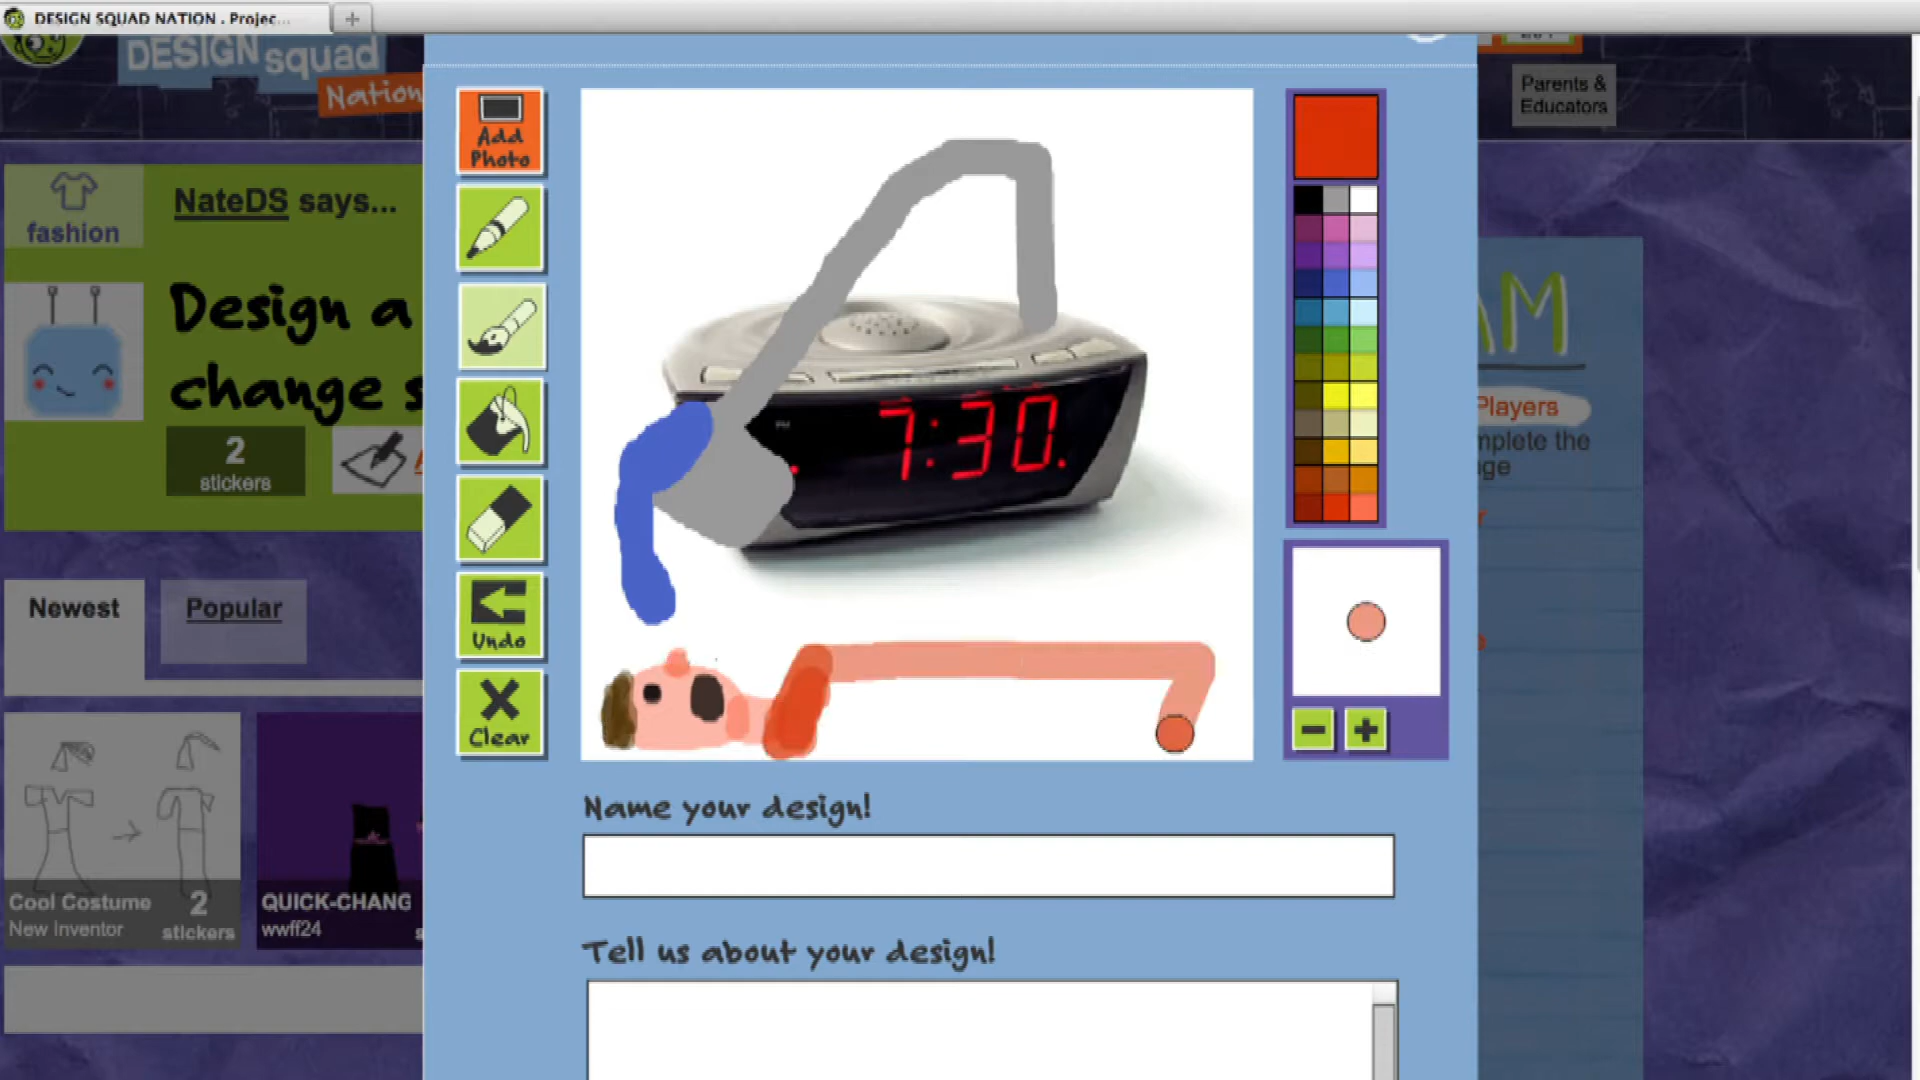 DESIGN SQUAD NATION . Projec...
DESIGN squad
Nation
Parents &
Educators
fashion
NateDS says...
Design a
change s
2
stickers
Newest
Popular
Cool Costume
New Inventor
2
stickers
QUICK-CHANG
wwff24
s
Add
Photo
Undo
Clear
7:30
Name your design!
Tell us about your design!
AM
Players
mplete the
ge